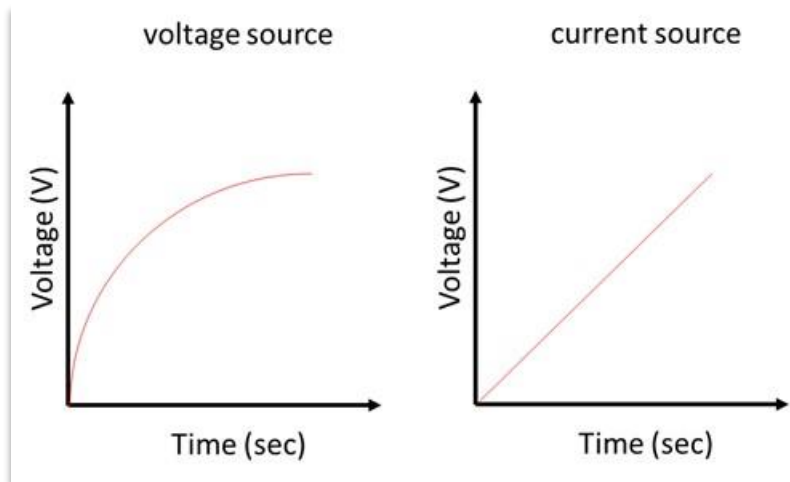 voltage source
Voltage (V)
Time (sec)
current source
Voltage (V)
Time (sec)